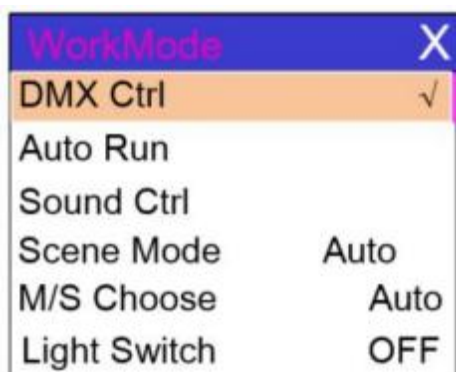 WorkMode X
DMX Ctrl √
Auto Run
Sound Ctrl
Scene Mode Auto
M/S Choose Auto
Light Switch OFF